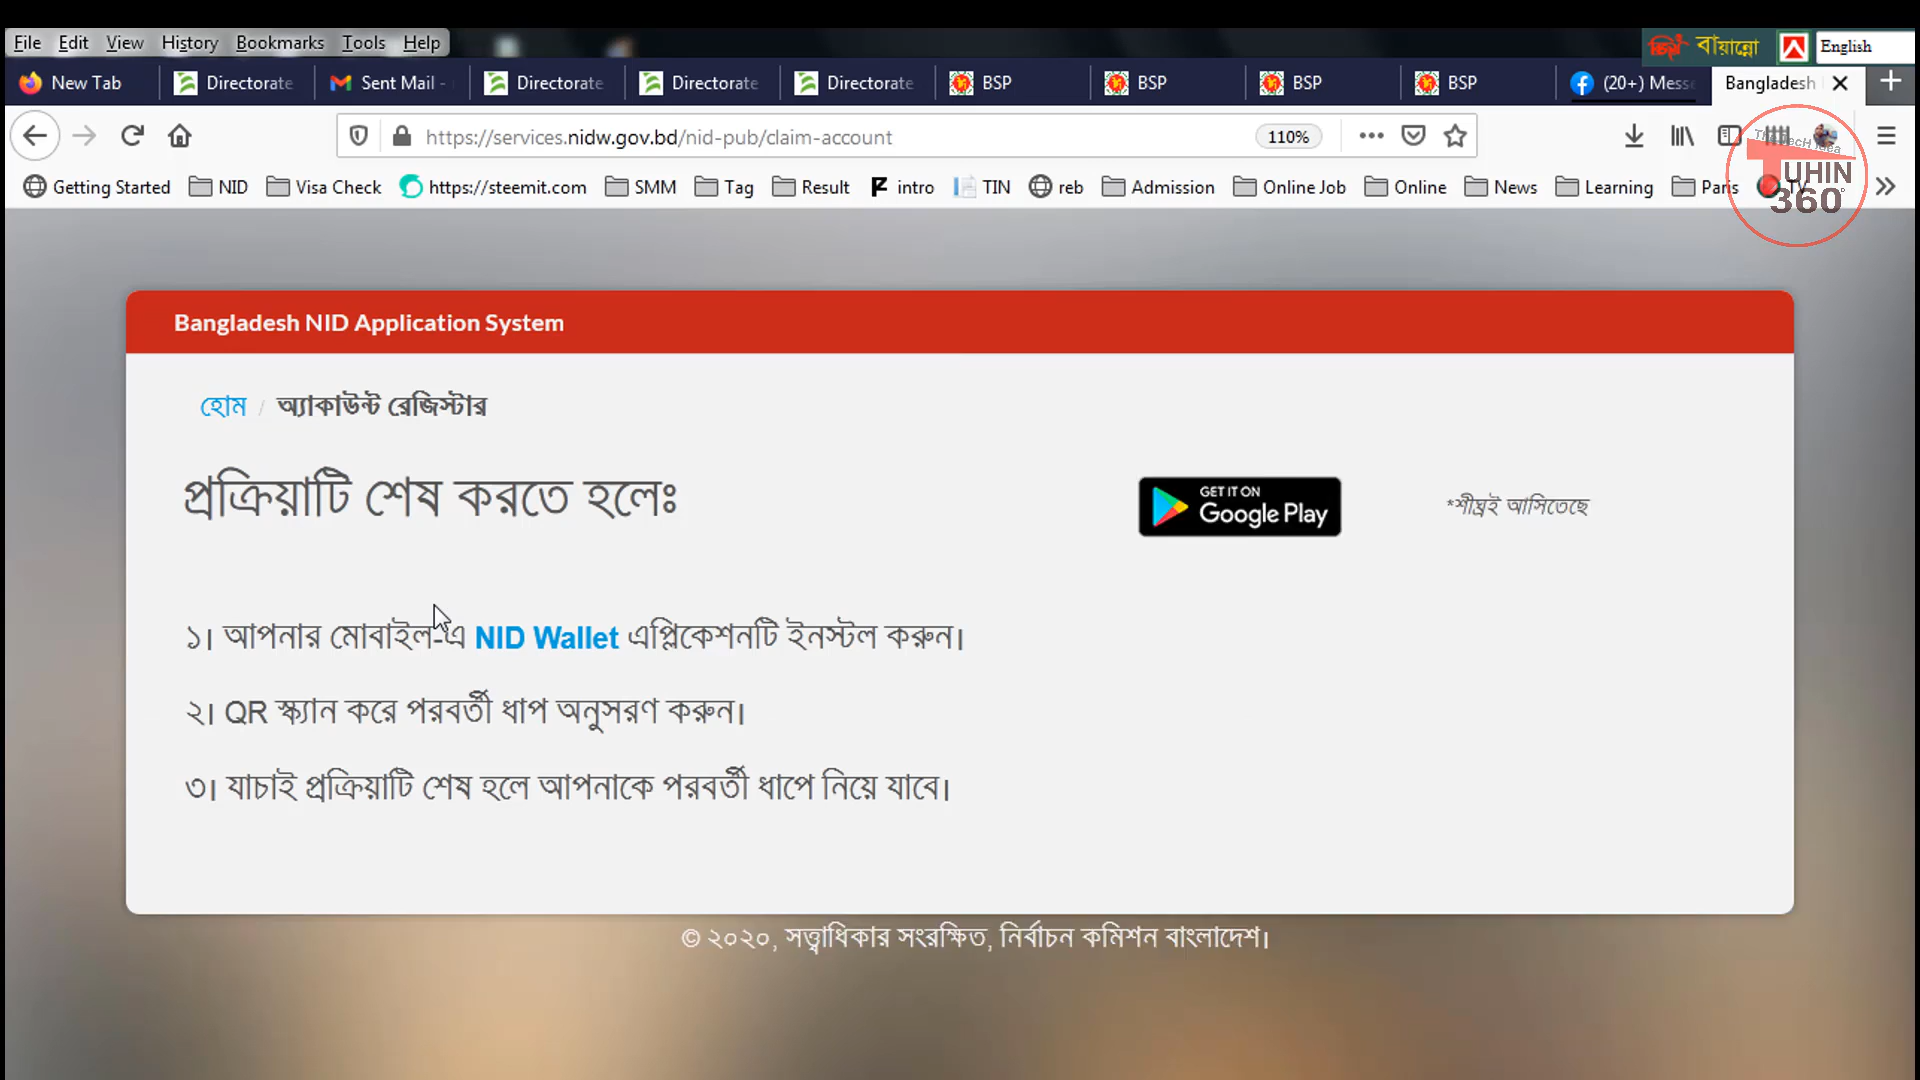 File Edit View History Bookmarks Tools Help
বায়ান্নো English
New Tab Directorate Sent Mail - Directorate Directorate Directorate BSP BSP BSP BSP (20+) Messe Bangladesh
https://services.nidw.gov.bd/nid-pub/claim-account 110%
The TecH Idea
UHIN
360
Getting Started NID Visa Check https://steemit.com SMM Tag Result intro TIN reb Admission Online Job Online News Learning Paris TV
Bangladesh NID Application System
হোম / অ্যাকাউন্ট রেজিস্টার
প্রক্রিয়াটি শেষ করতে হলেঃ
GET IT ON
Google Play
*শীঘ্রই আসিতেছে
১। আপনার মোবাইল-এ NID Wallet এপ্লিকেশনটি ইনস্টল করুন।
২। QR স্ক্যান করে পরবর্তী ধাপ অনুসরণ করুন।
৩। যাচাই প্রক্রিয়াটি শেষ হলে আপনাকে পরবর্তী ধাপে নিয়ে যাবে।
© ২০২০, সত্ত্বাধিকার সংরক্ষিত, নির্বাচন কমিশন বাংলাদেশ।